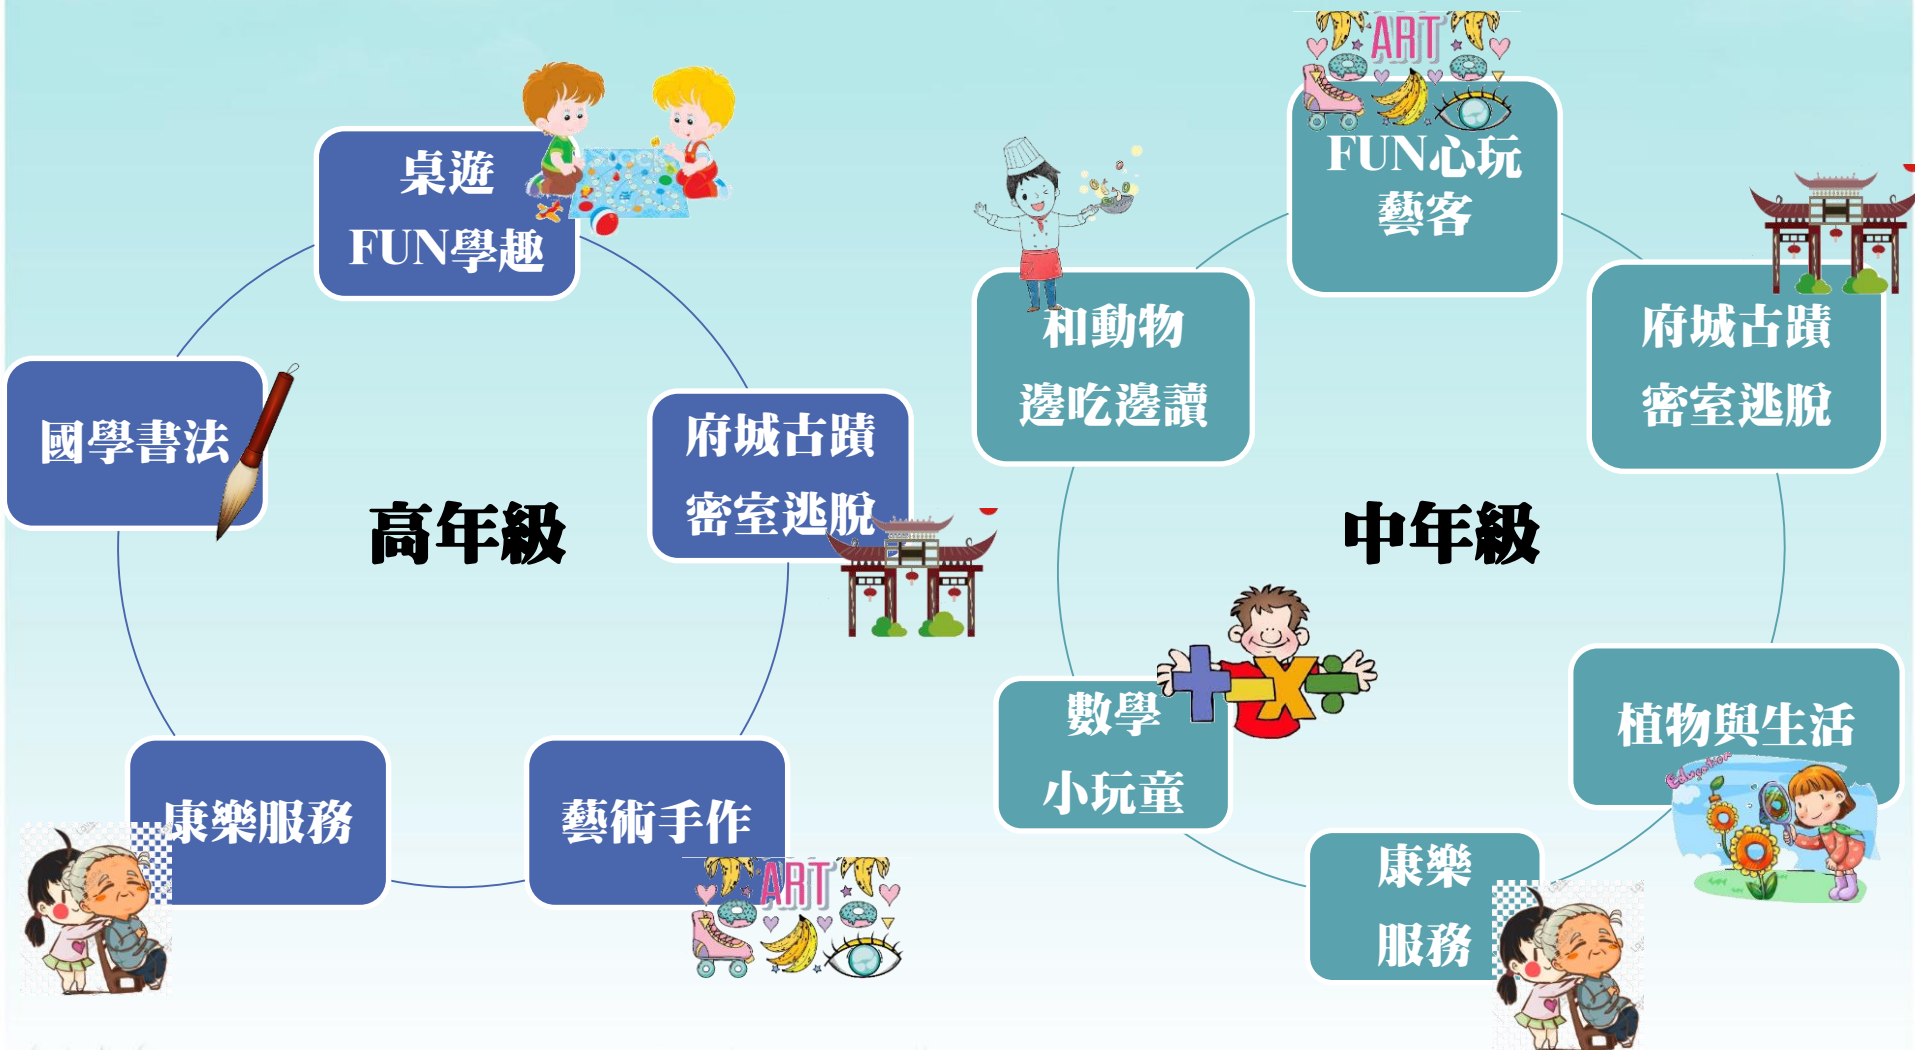 桌遊
FUN學趣
國學書法
府城古蹟
密室逃脫
高年級
康樂服務
藝術手作
ART
ART
FUN心玩
藝客
和動物
邊吃邊讀
府城古蹟
密室逃脫
中年級
數學
小玩童
植物與生活
Education
康樂
服務